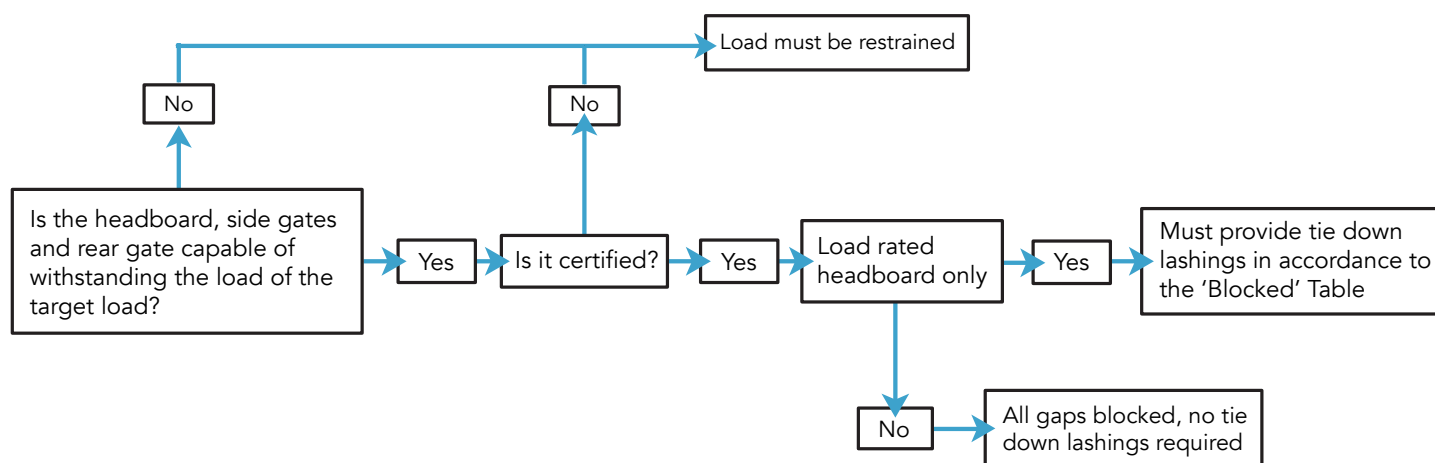 Load must be restrained
No
No
Is the headboard, side gates
and rear gate capable of
withstanding the load of the
target load?
Yes
Is it certified?
Yes
Load rated
headboard only
Yes
Must provide tie down
lashings in accordance to
the ‘Blocked’ Table
No
All gaps blocked, no tie
down lashings required